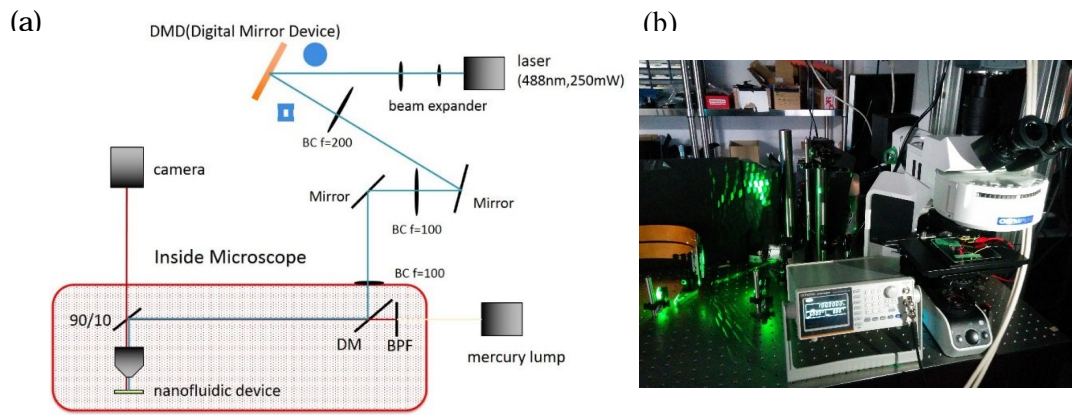 (a)
DMD(Digital Mirror Device)
laser
(488nm,250mW)
beam expander
BC f=200
camera
Mirror
Mirror
BC f=100
Inside Microscope
BC f=100
90/10
DM
BPF
mercury lump
nanofluidic device
(b)
OLYMPUS